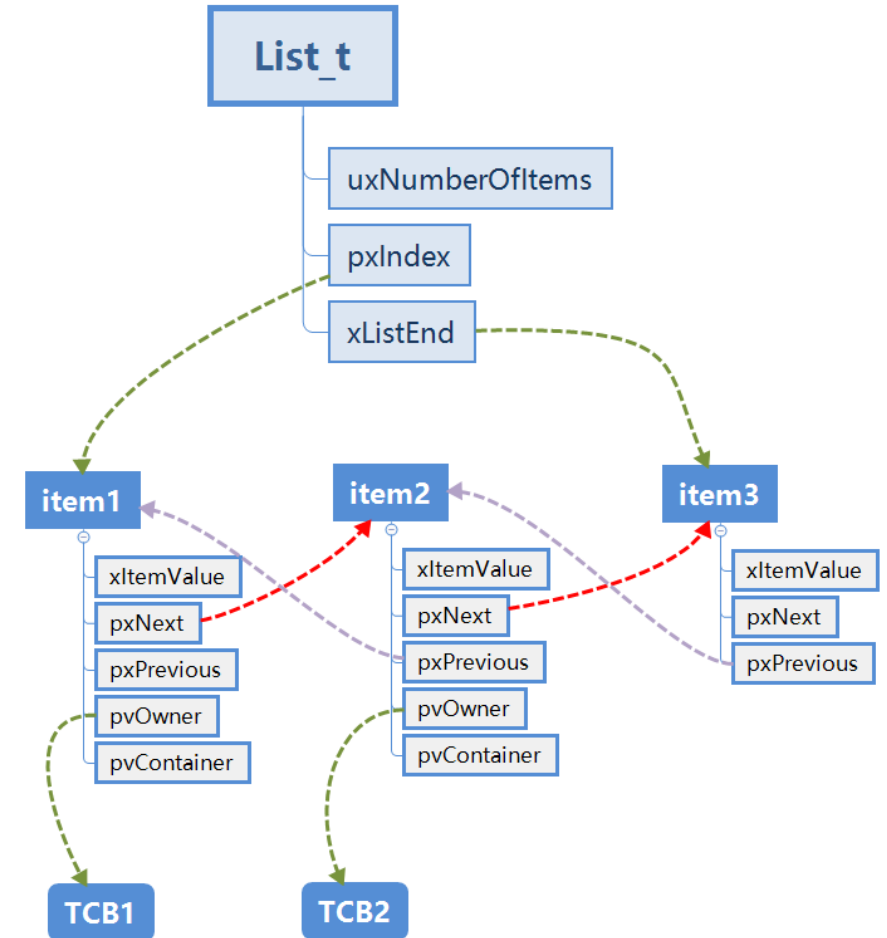 List_t
uxNumberOfItems
pxIndex
xListEnd
item1
xItemValue
pxNext
pxPrevious
pvOwner
pvContainer
TCB1
item2
xItemValue
pxNext
pxPrevious
pvOwner
pvContainer
TCB2
item3
xItemValue
pxNext
pxPrevious